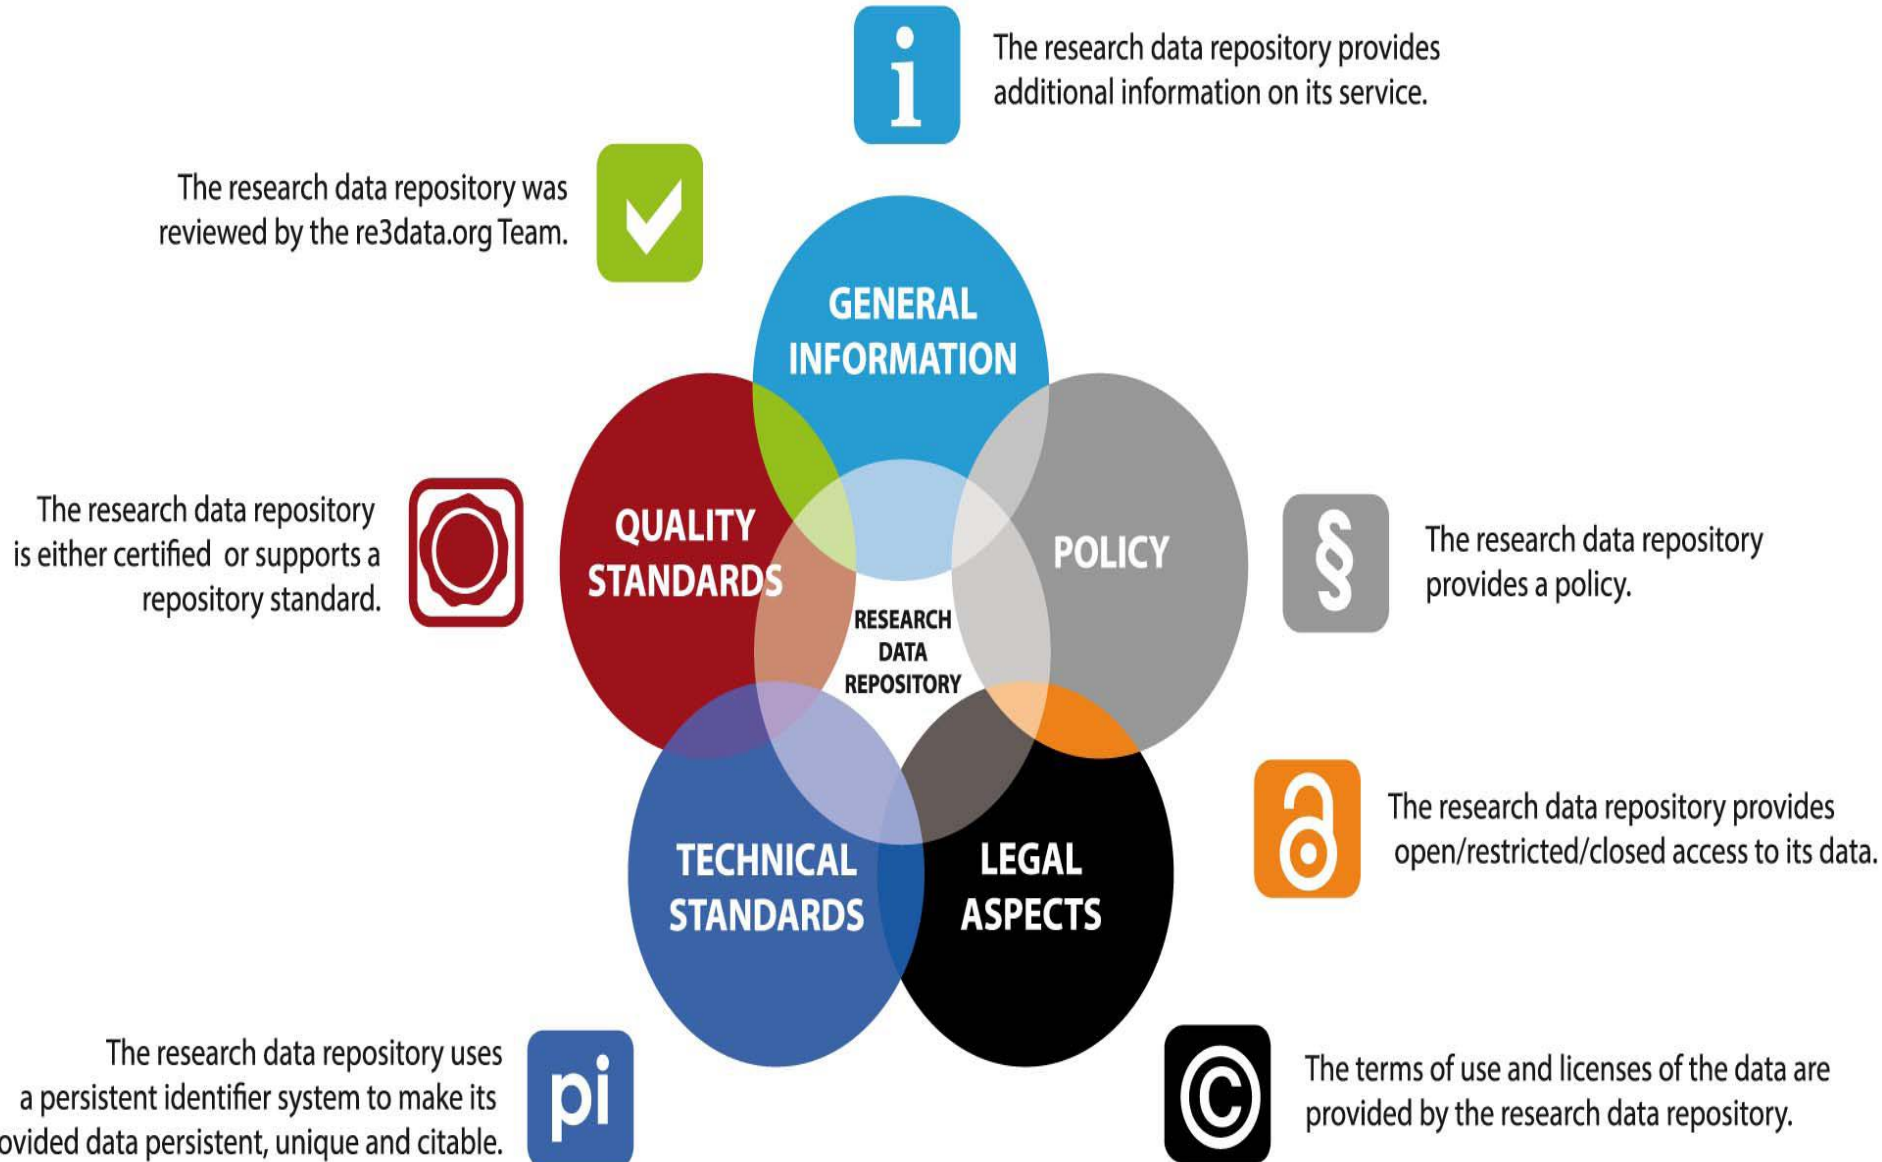 i
The research data repository provides
additional information on its service.
The research data repository was
reviewed by the re3data.org Team.
GENERAL
INFORMATION
The research data repository
is either certified or supports a
repository standard.
QUALITY
STANDARDS
POLICY
§
The research data repository
provides a policy.
RESEARCH
DATA
REPOSITORY
The research data repository provides
open/restricted/closed access to its data.
TECHNICAL
STANDARDS
LEGAL
ASPECTS
The research data repository uses
a persistent identifier system to make its
ovided data persistent, unique and citable.
pi
©
The terms of use and licenses of the data are
provided by the research data repository.